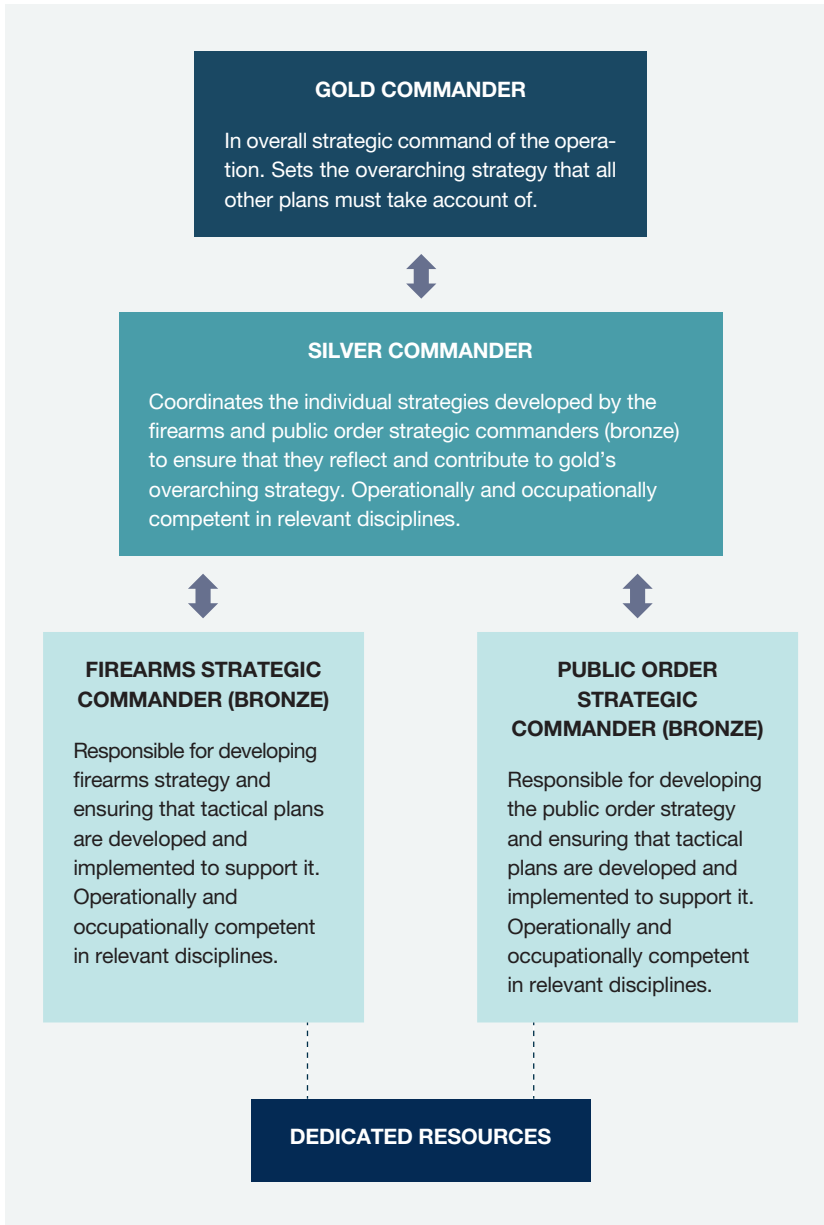 GOLD COMMANDER
In overall strategic command of the opera-
tion. Sets the overarching strategy that all
other plans must take account of.
SILVER COMMANDER
Coordinates the individual strategies developed by the
firearms and public order strategic commanders (bronze)
to ensure that they reflect and contribute to gold’s
overarching strategy. Operationally and occupationally
competent in relevant disciplines.
FIREARMS STRATEGIC
COMMANDER (BRONZE)
Responsible for developing
firearms strategy and
ensuring that tactical plans
are developed and
implemented to support it.
Operationally and
occupationally competent
in relevant disciplines.
PUBLIC ORDER
STRATEGIC
COMMANDER (BRONZE)
Responsible for developing
the public order strategy
and ensuring that tactical
plans are developed and
implemented to support it.
Operationally and
occupationally competent
in relevant disciplines.
DEDICATED RESOURCES